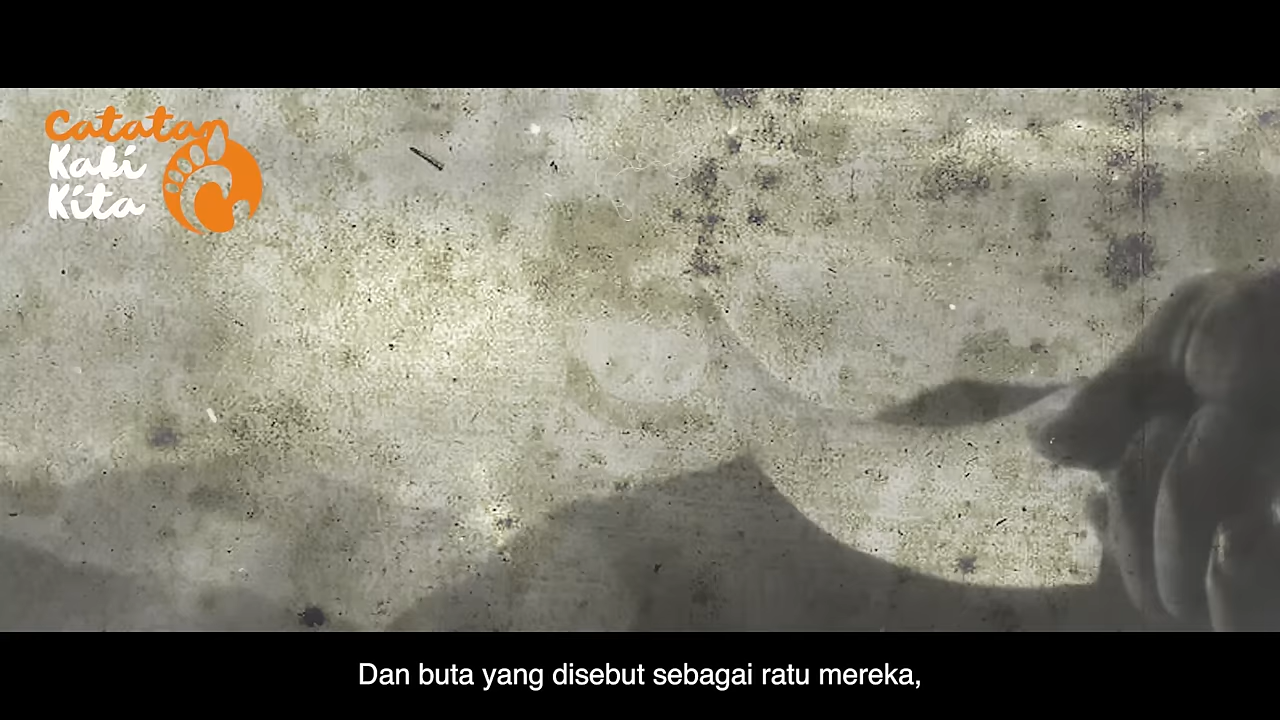 Catatan
Kaki
Kita
Dan buta yang disebut sebagai ratu mereka,